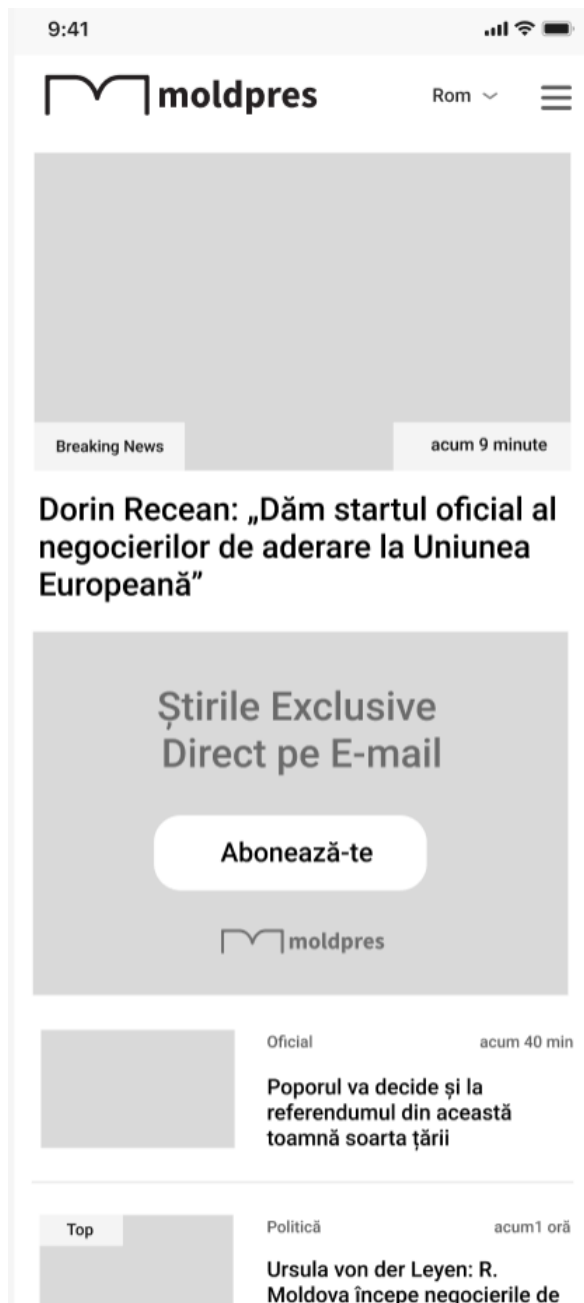 9:41
moldpres
Rom
Breaking News
acum 9 minute
Dorin Recean: „Dăm startul oficial al
negocierilor de aderare la Uniunea
Europeană”
Știrile Exclusive
Direct pe E-mail
Abonează-te
moldpres
Oficial
acum 40 min
Poporul va decide și la
referendumul din această
toamnă soarta țării
Top
Politică
acum1 oră
Ursula von der Leyen: R.
Moldova începe negocierile de